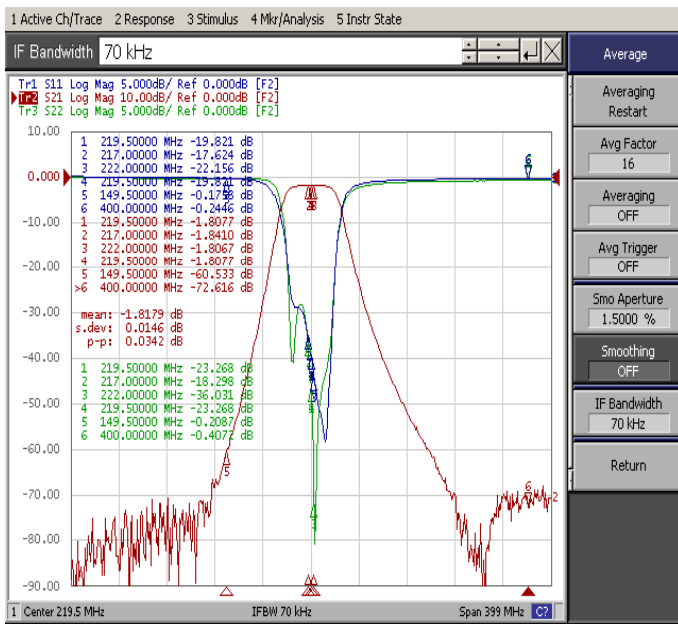 1 Active Ch/Trace 2 Response 3 Stimulus 4 Mkr/Analysis 5 Instr State
IF Bandwidth 70 kHz
Tr1 S11 Log Mag 5.000dB/ Ref 0.000dB [F2]
Tr2 S21 Log Mag 10.00dB/ Ref 0.000dB [F2]
Tr3 S22 Log Mag 5.000dB/ Ref 0.000dB [F2]
10.00
0.000
-10.00
-20.00
-30.00
-40.00
-50.00
-60.00
-70.00
-80.00
-90.00
1 219.50000 MHz -19.821 dB
2 217.00000 MHz -17.624 dB
3 222.00000 MHz -22.156 dB
4 219.50000 MHz -19.821 dB
5 149.50000 MHz dB
6 400.00000 MHz -0.2446 dB
1 219.50000 MHz -1.8077 dB
2 217.00000 MHz -1.8410 dB
3 222.00000 MHz -1.8067 dB
4 219.50000 MHz -1.8077 dB
5 149.50000 MHz -60.533 dB
>6 400.00000 MHz -72.616 dB
mean: -1.8179 dB
s.dev: 0.0146 dB
p-p: 0.0342 dB
1 219.50000 MHz -23.268 dB
2 217.00000 MHz -18.298 dB
3 222.00000 MHz -36.031 dB
4 219.50000 MHz -23.268 dB
5 149.50000 MHz -0.2087 dB
6 400.00000 MHz dB
6
5
6
2
1 Center 219.5 MHz IFBW 70 kHz Span 399 MHz C?
Average
Averaging
Restart
Avg Factor
16
Averaging
OFF
Avg Trigger
OFF
Smo Aperture
1.5000 %
Smoothing
OFF
IF Bandwidth
70 kHz
Return